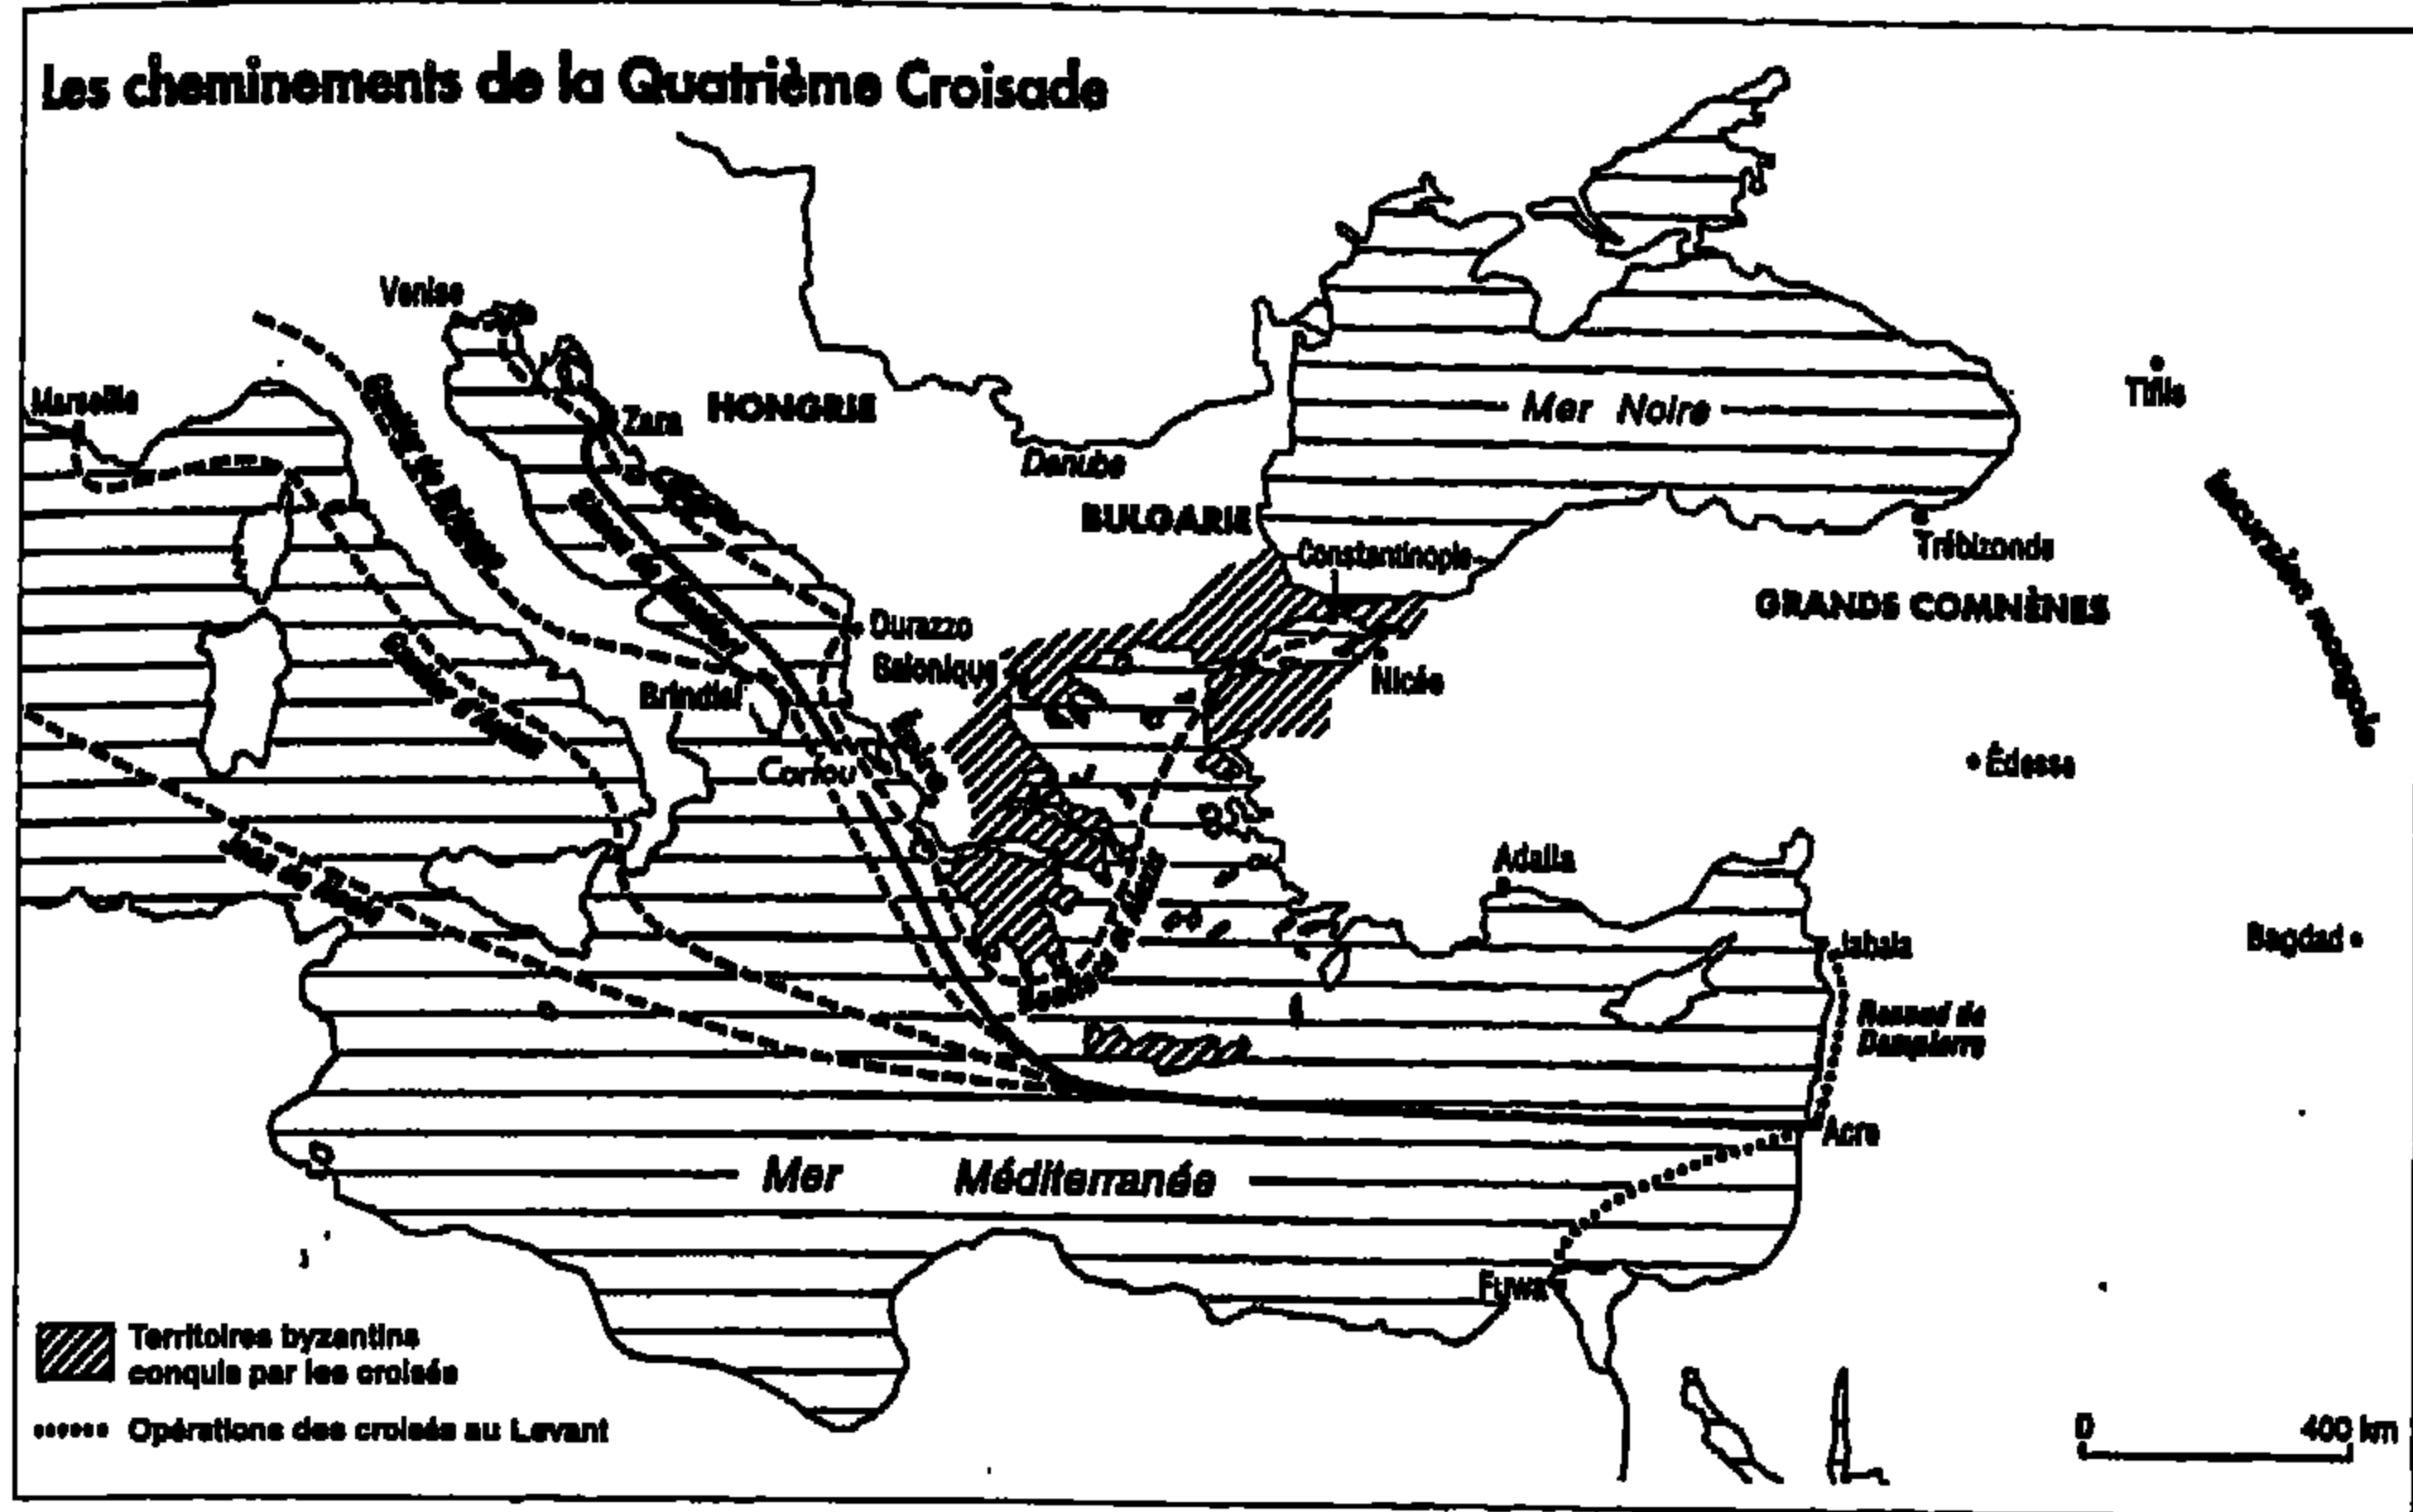 Les cheminements de la Quatrième Croisade
Venise
Marseille
Zara
HONGRIE
Mer Noire
Tiflis
Danube
BULGARIE
Constantinople
Trébizonde
GRANDS COMNÈNES
Durazzo
Salonique
Brindisi
Nicée
Corfou
Édesse
Adalia
Jabala
Bagdad
Renaud de
Dampierre
Acre
Mer Méditerranée
Fuwa
Territoires byzantins
conquis par les croisés
Opérations des croisés au Levant
0 400 km